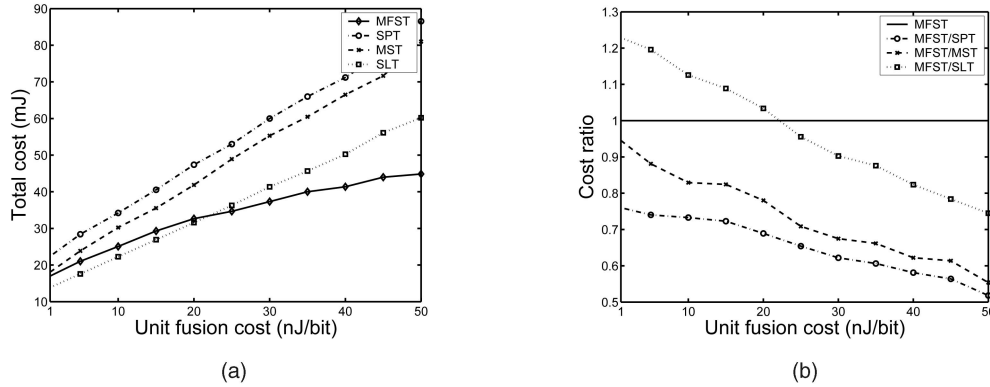 90
80
70
60
50
40
30
20
10
Total cost (mJ)
MFST
SPT
MST
SLT
1 10 20 30 40 50
Unit fusion cost (nJ/bit)
(a)
1.3
1.2
1.1
1
0.9
0.8
0.7
0.6
0.5
Cost ratio
MFST
MFST/SPT
MFST/MST
MFST/SLT
1 10 20 30 40 50
Unit fusion cost (nJ/bit)
(b)